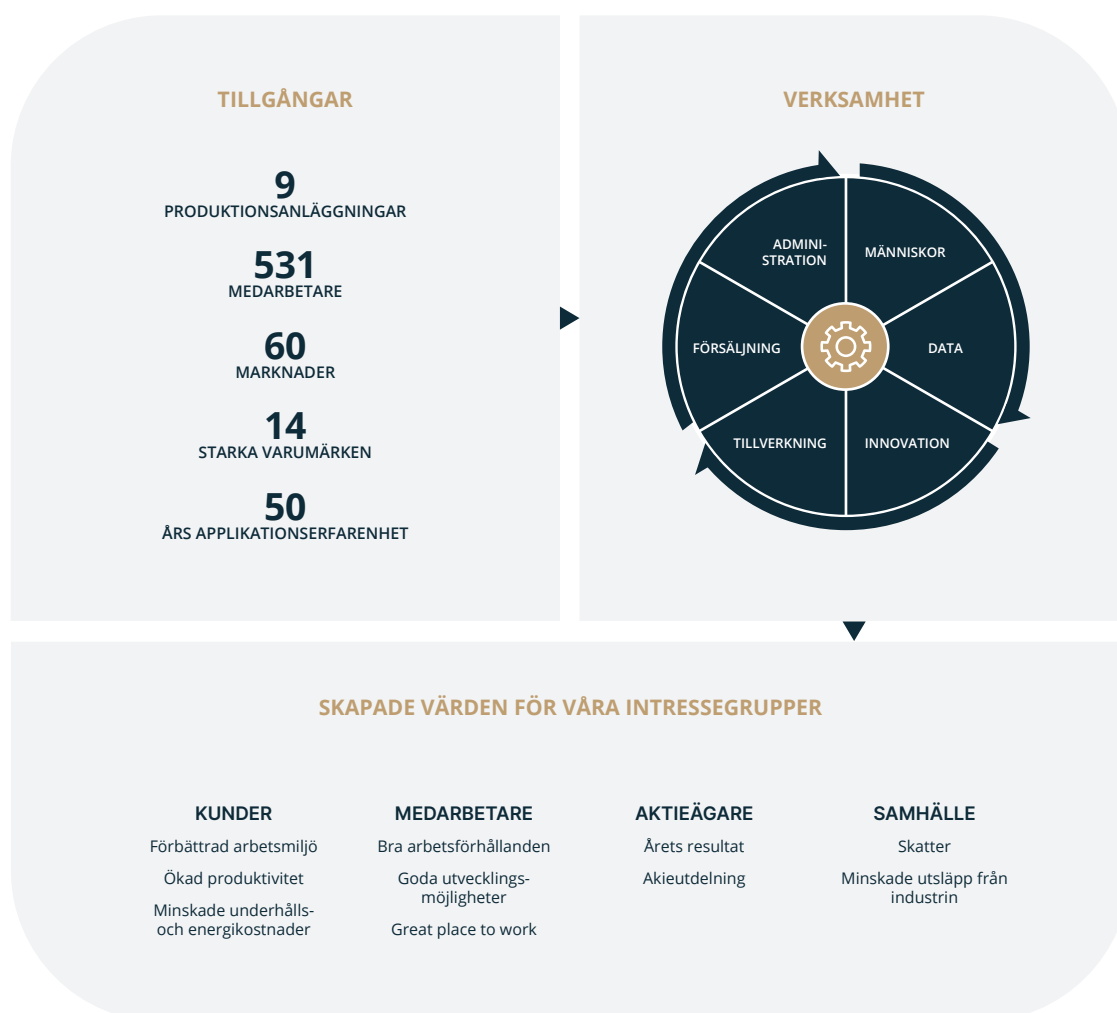 TILLGÅNGAR
9
PRODUKTIONSANLÄGGNINGAR
531
MEDARBETARE
60
MARKNADER
14
STARKA VARUMÄRKEN
50
ÅRS APPLIKATIONSERFARENHET
VERKSAMHET
ADMINI-
STRATION
MÄNNISKOR
FÖRSÄLJNING
DATA
TILLVERKNING
INNOVATION
SKAPADE VÄRDEN FÖR VÅRA INTRESSEGRUPPER
KUNDER
Förbättrad arbetsmiljö
Ökad produktivitet
Minskade underhålls-
och energikostnader
MEDARBETARE
Bra arbetsförhållanden
Goda utvecklings-
möjligheter
Great place to work
AKTIEÄGARE
Årets resultat
Akieutdelning
SAMHÄLLE
Skatter
Minskade utsläpp från
industrin